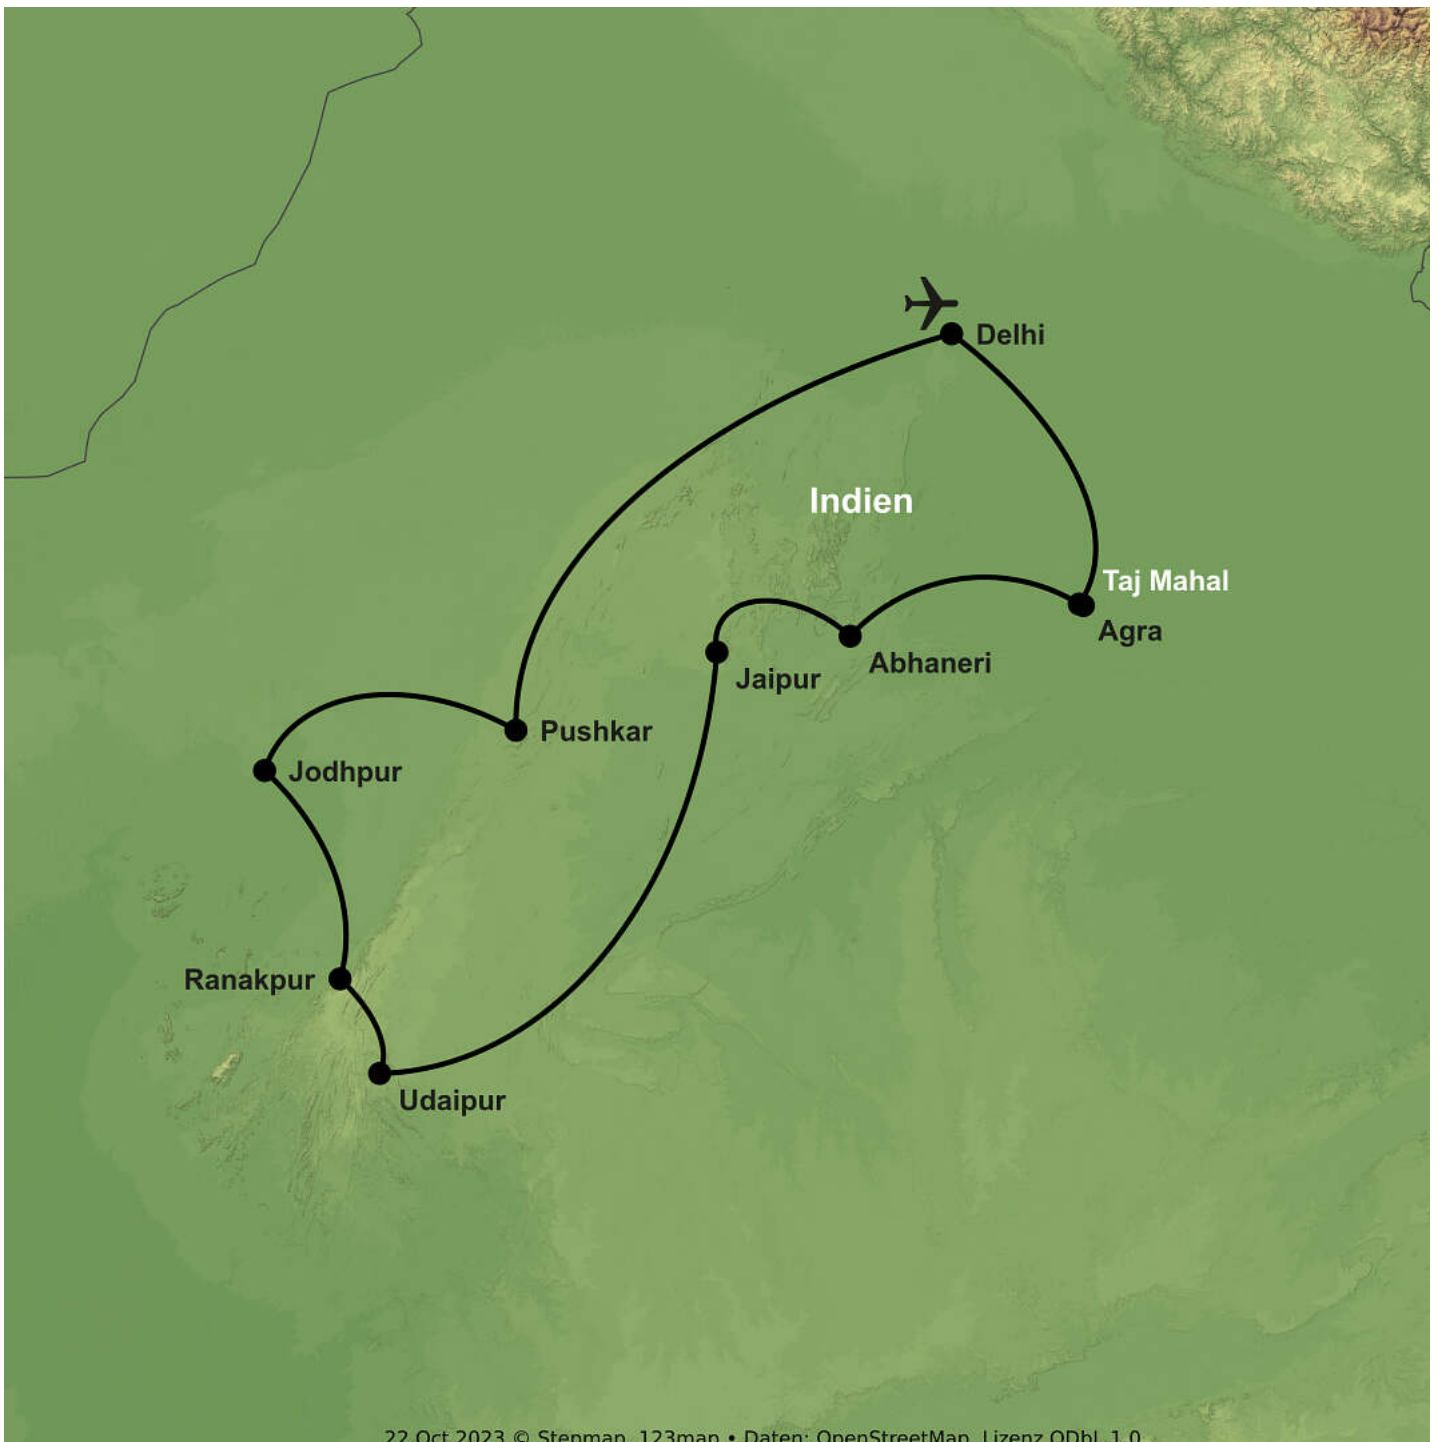 Delhi
Indien
Taj Mahal
Agra
Abhaneri
Jaipur
Pushkar
Jodhpur
Ranakpur
Udaipur
22 Oct 2023 © Stepmap, 123map • Daten: OpenStreetMap, Lizenz ODbL 1.0